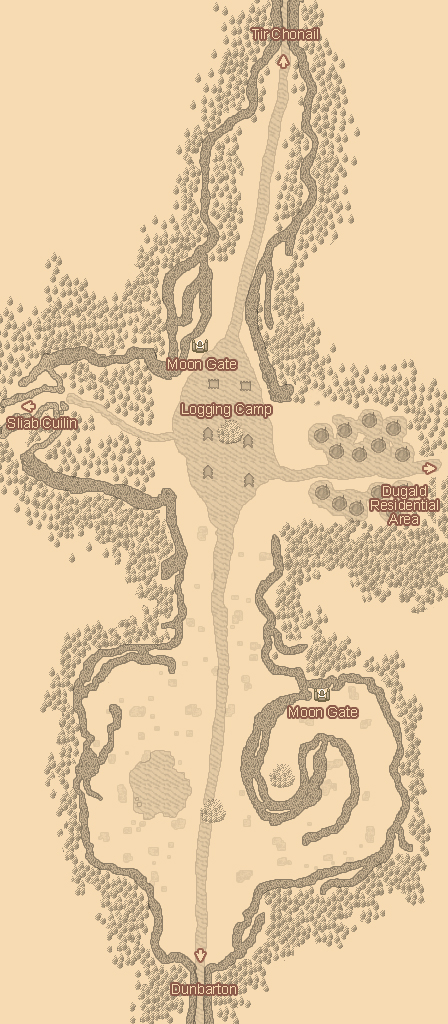 Tir Chonaill
Moon Gate
Logging Camp
Sliab Cuilin
Dugald
Residential
Area
Moon Gate
Dunbarton